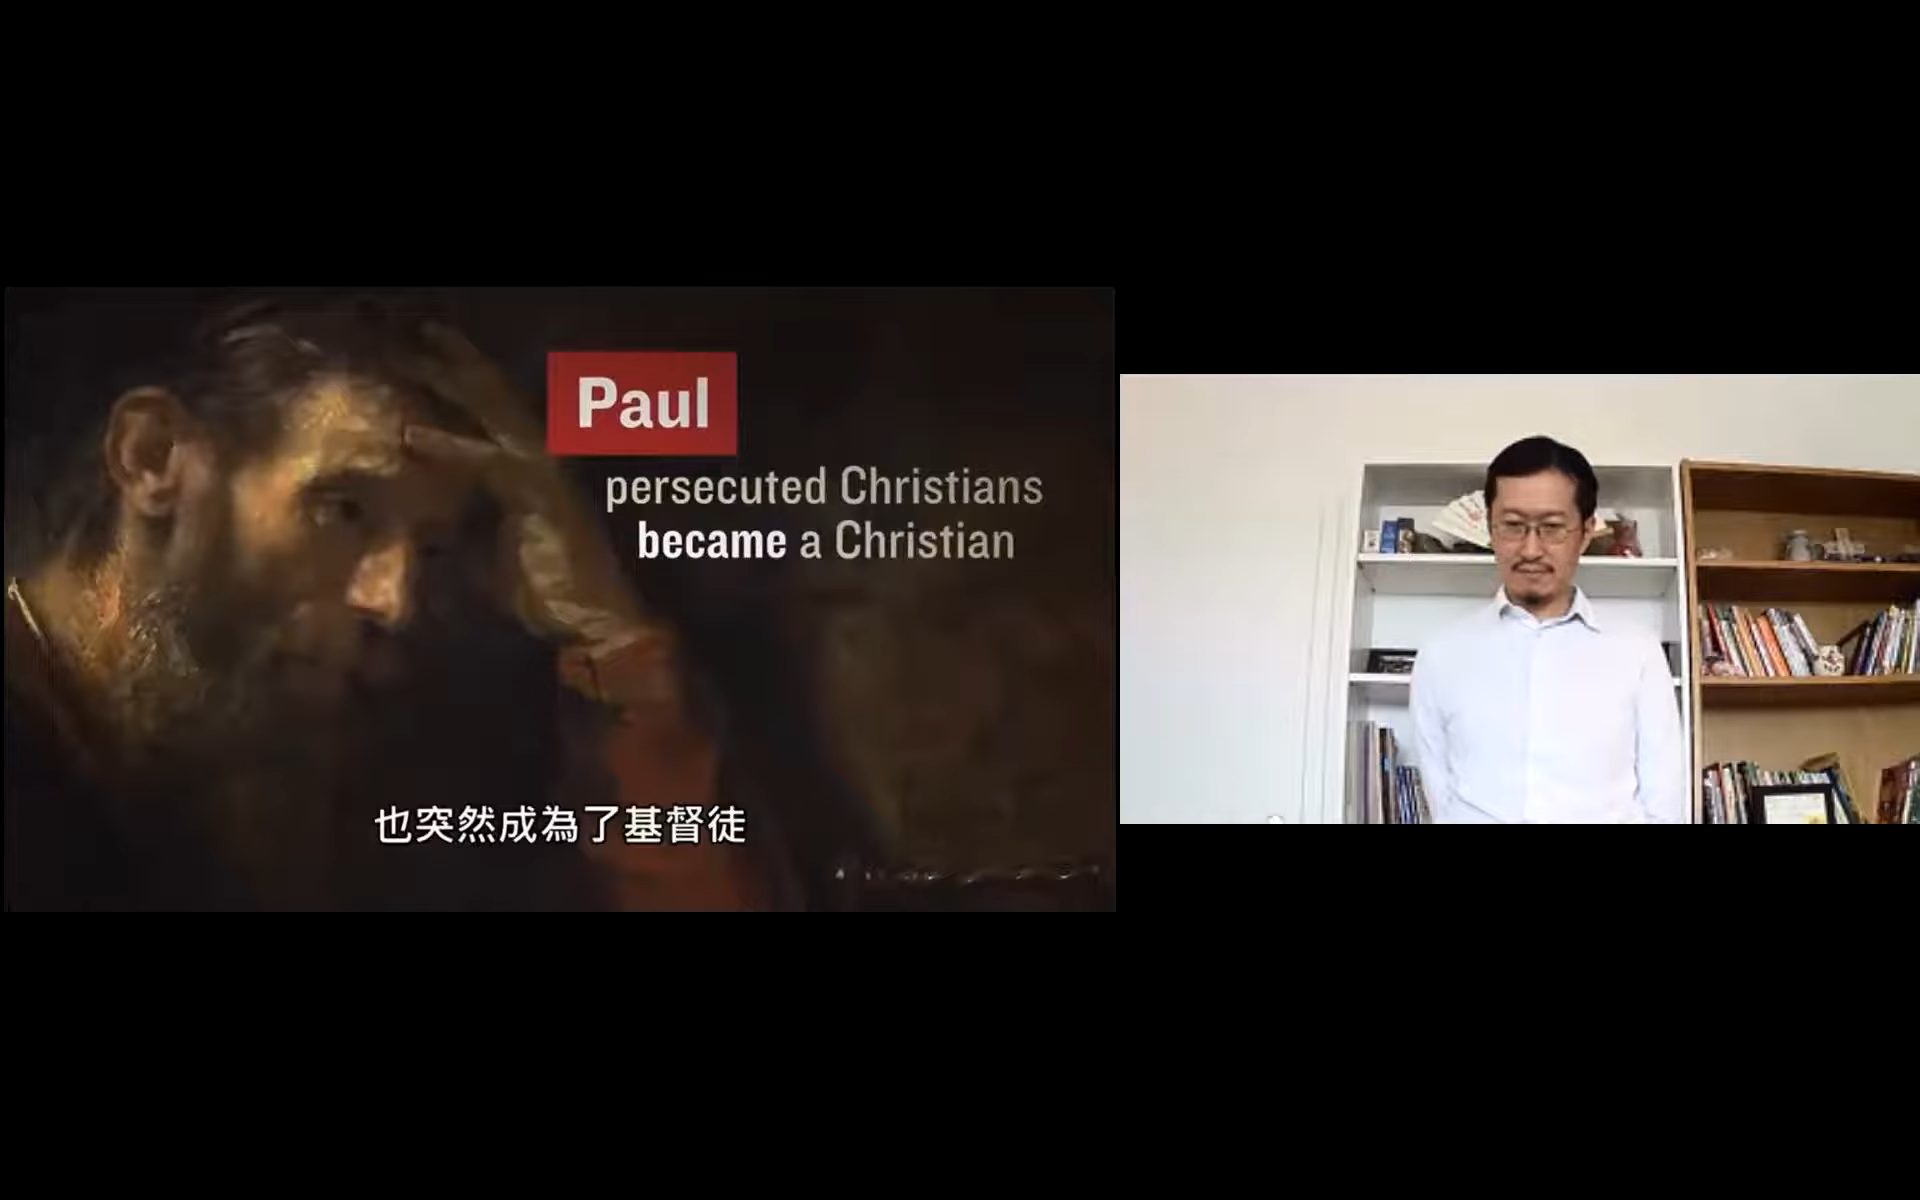 Paul
persecuted Christians
became a Christian
也突然成為了基督徒